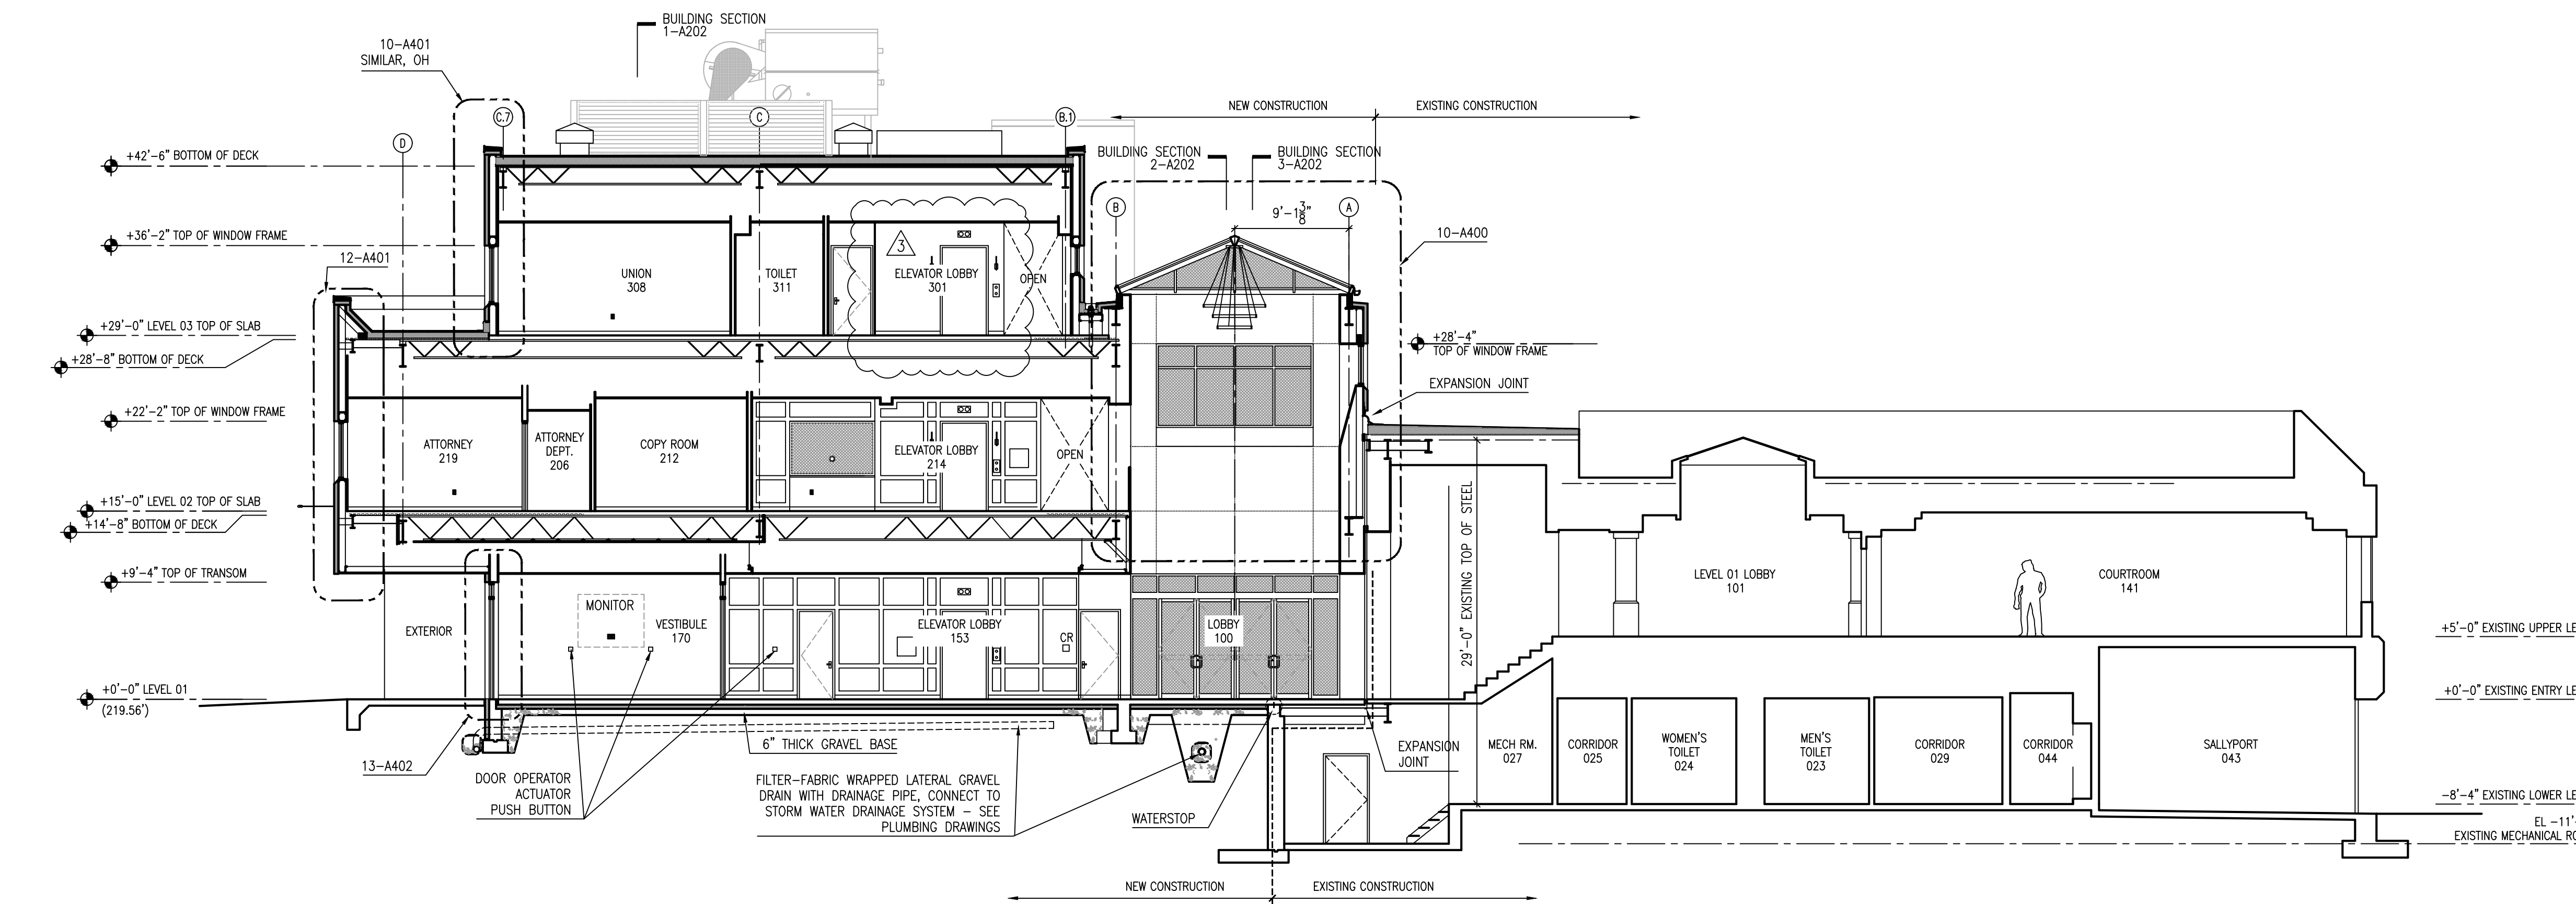 BUILDING SECTION
1-A202
10-A401
SIMILAR, OH
NEW CONSTRUCTION
EXISTING CONSTRUCTION
C.7
C
B.1
D
+42'-6" BOTTOM OF DECK
BUILDING SECTION
2-A202
BUILDING SECTION
3-A202
B
A
9'-1 3/8"
+36'-2" TOP OF WINDOW FRAME
10-A400
12-A401
3
UNION
308
TOILET
311
ELEVATOR LOBBY
301
OPEN
+29'-0" LEVEL 03 TOP OF SLAB
+28'-8" BOTTOM OF DECK
+28'-4"
TOP OF WINDOW FRAME
EXPANSION JOINT
+22'-2" TOP OF WINDOW FRAME
ATTORNEY
219
ATTORNEY
DEPT.
206
COPY ROOM
212
ELEVATOR LOBBY
214
OPEN
+15'-0" LEVEL 02 TOP OF SLAB
+14'-8" BOTTOM OF DECK
29'-0" EXISTING TOP OF STEEL
+9'-4" TOP OF TRANSOM
LEVEL 01 LOBBY
101
COURTROOM
141
MONITOR
EXTERIOR
VESTIBULE
170
ELEVATOR LOBBY
153
CR
LOBBY
100
+5'-0" EXISTING UPPER LE
+0'-0" LEVEL 01
(219.56')
+0'-0" EXISTING ENTRY LE
6" THICK GRAVEL BASE
EXPANSION
JOINT
MECH RM.
027
CORRIDOR
025
WOMEN'S
TOILET
024
MEN'S
TOILET
023
CORRIDOR
029
CORRIDOR
044
SALLYPORT
043
13-A402
DOOR OPERATOR
ACTUATOR
PUSH BUTTON
FILTER-FABRIC WRAPPED LATERAL GRAVEL
DRAIN WITH DRAINAGE PIPE, CONNECT TO
STORM WATER DRAINAGE SYSTEM - SEE
PLUMBING DRAWINGS
WATERSTOP
-8'-4" EXISTING LOWER LE
EL -11'-
EXISTING MECHANICAL RO
NEW CONSTRUCTION
EXISTING CONSTRUCTION